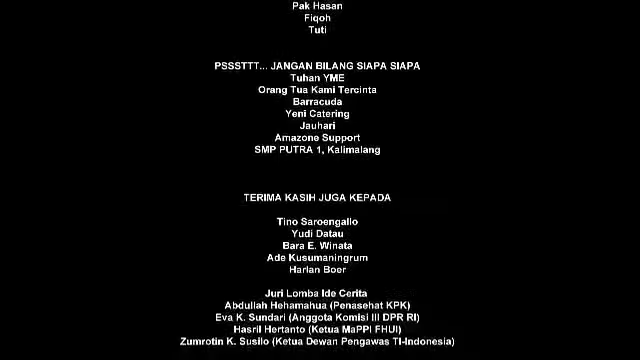 Pak Hasan
Fiqoh
Tuti
PSSSTTT... JANGAN BILANG SIAPA SIAPA
Tuhan YME
Orang Tua Kami Tercinta
Barracuda
Yeni Catering
Jauhari
Amazone Support
SMP PUTRA 1, Kalimalang
TERIMA KASIH JUGA KEPADA
Tino Saroengallo
Yudi Datau
Bara E. Winata
Ade Kusumaningrum
Harlan Boer
Juri Lomba Ide Cerita
Abdullah Hehamahua (Penasehat KPK)
Eva K. Sundari (Anggota Komisi III DPR RI)
Hasril Hertanto (Ketua MaPPI FHUI)
Zumrotin K. Susilo (Ketua Dewan Pengawas TI-Indonesia)